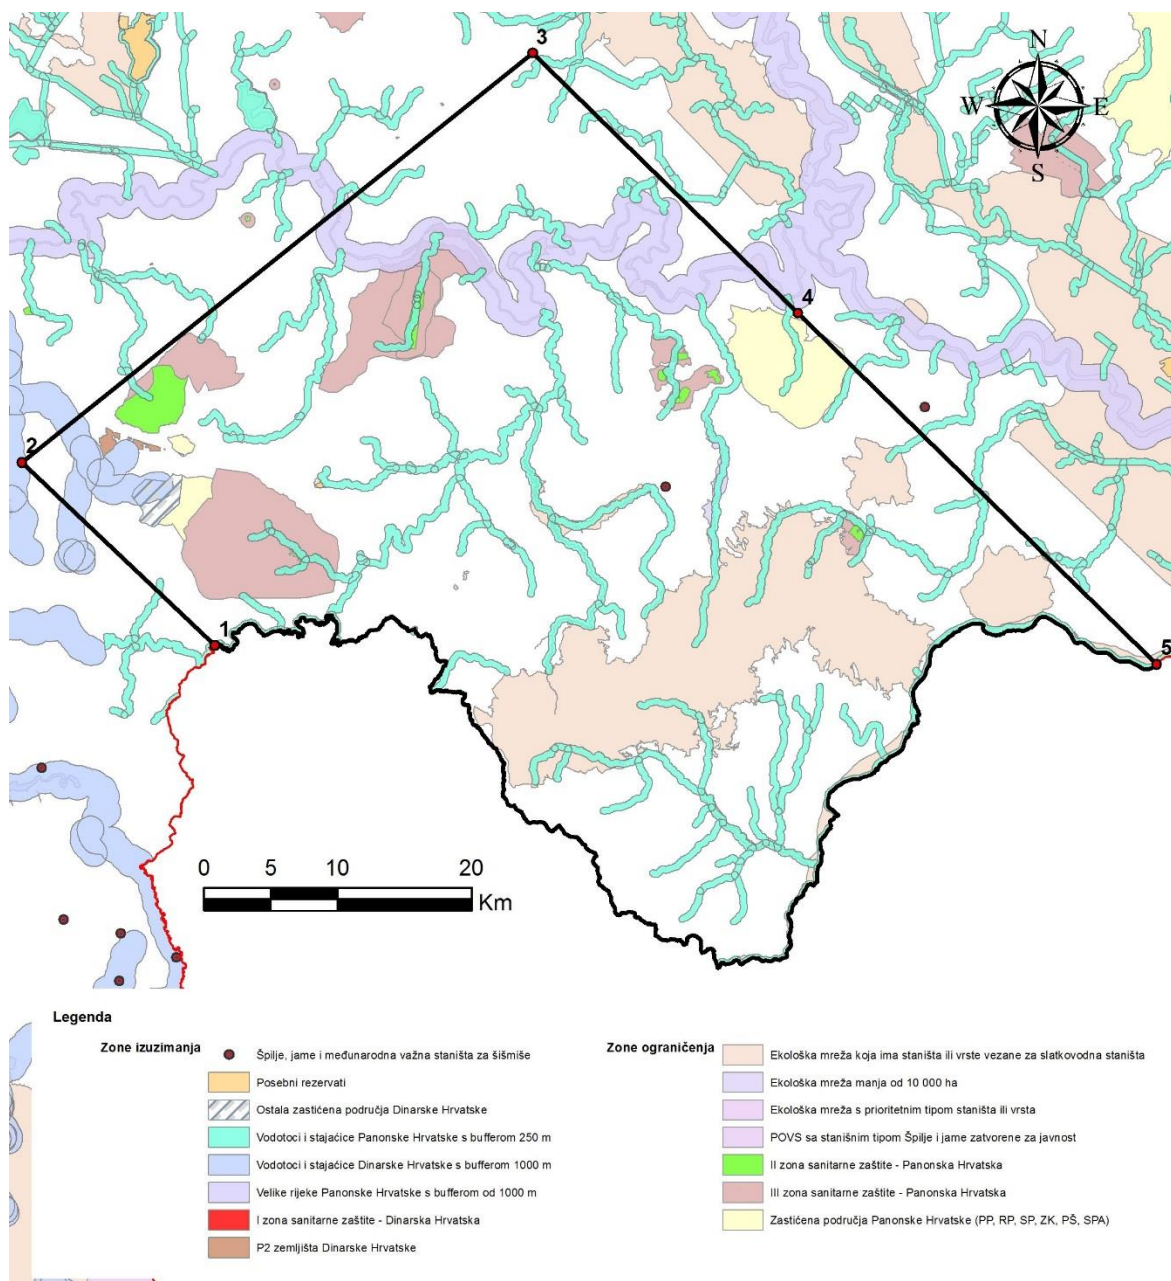 3
N
W E
S
4
2
1
5
0 5 10 20
Km
Legenda
Zone izuzimanja
Špilje, jame i međunarodna važna staništa za šišmiše
Posebni rezervati
Ostala zastićena područja Dinarske Hrvatske
Vodotoci i stajaćice Panonske Hrvatske s bufferom 250 m
Vodotoci i stajaćice Dinarske Hrvatske s bufferom 1000 m
Velike rijeke Panonske Hrvatske s bufferom od 1000 m
I zona sanitarne zaštite - Dinarska Hrvatska
P2 zemljišta Dinarske Hrvatske
Zone ograničenja
Ekološka mreža koja ima staništa ili vrste vezane za slatkovodna staništa
Ekološka mreža manja od 10 000 ha
Ekološka mreža s prioritetnim tipom staništa ili vrsta
POVS sa stanišnim tipom Špilje i jame zatvorene za javnost
II zona sanitarne zaštite - Panonska Hrvatska
III zona sanitarne zaštite - Panonska Hrvatska
Zastićena područja Panonske Hrvatske (PP, RP, SP, ZK, PŠ, SPA)